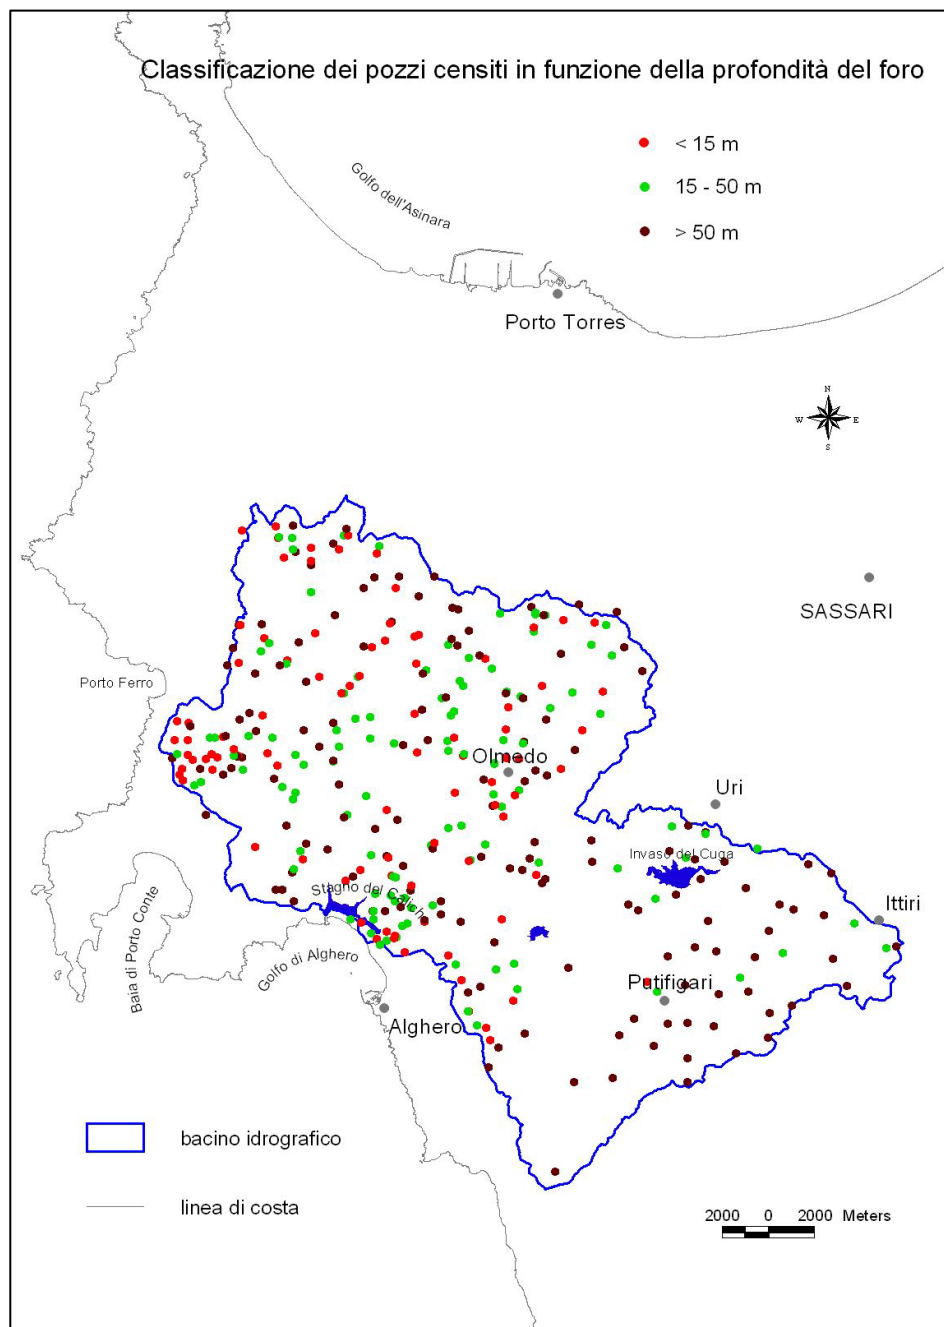 Classificazione dei pozzi censiti in funzione della profondità del foro
< 15 m
15 - 50 m
> 50 m
Golfo dell'Asinara
Porto Torres
N
W E
S
SASSARI
Porto Ferro
Olmedo
Uri
Invaso del Cuga
Stagno del Calich
Ittiri
Baia di Porto Conte
Golfo di Alghero
Putifigari
Alghero
bacino idrografico
linea di costa
2000 0 2000 Meters